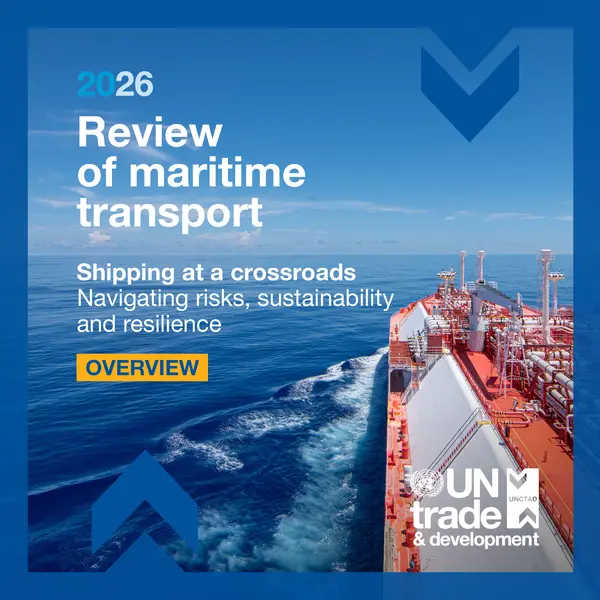 2026
Review
of maritime
transport
Shipping at a crossroads
Navigating risks, sustainability
and resilience
OVERVIEW
UN
trade
& development
UNCTAD